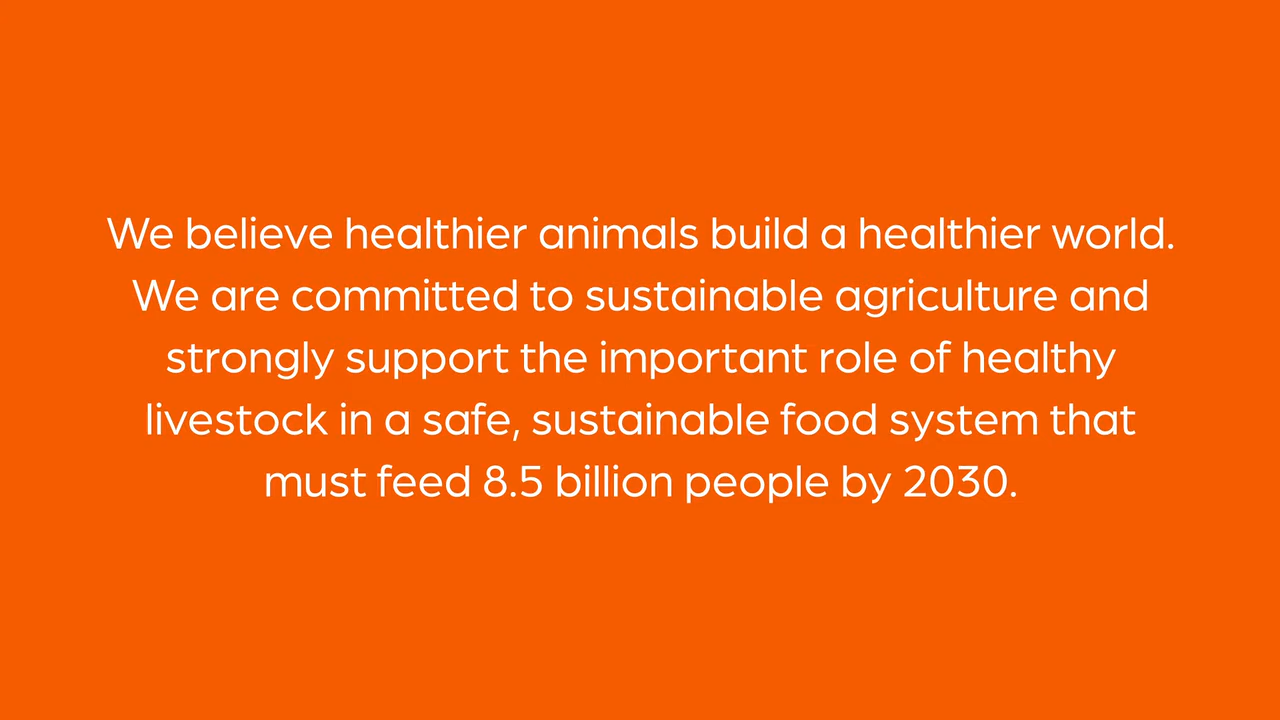 We believe healthier animals build a healthier world.
We are committed to sustainable agriculture and
strongly support the important role of healthy
livestock in a safe, sustainable food system that
must feed 8.5 billion people by 2030.